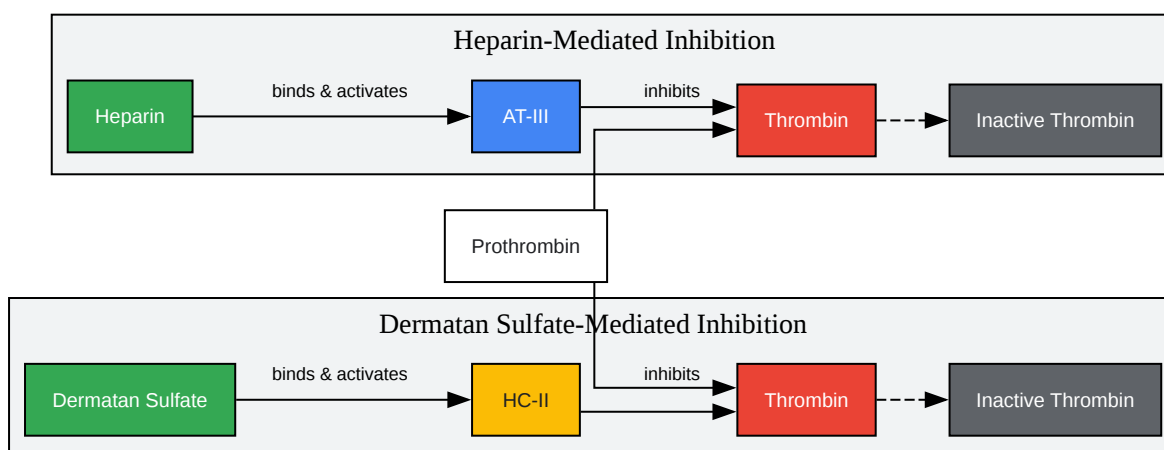 Heparin-Mediated Inhibition
Heparin
binds & activates
AT-III
inhibits
Thrombin
Inactive Thrombin
Prothrombin
Dermatan Sulfate-Mediated Inhibition
Dermatan Sulfate
binds & activates
HC-II
inhibits
Thrombin
Inactive Thrombin